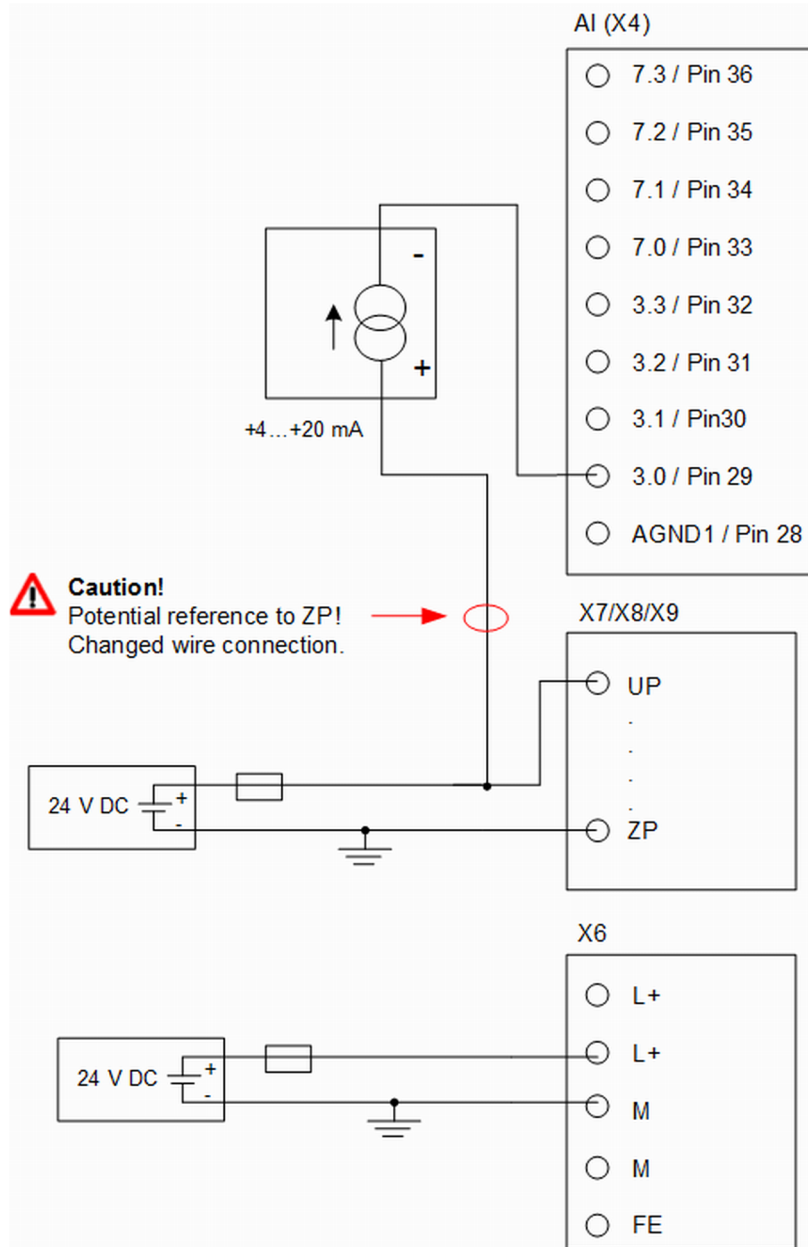 AI (X4)
7.3 / Pin 36
7.2 / Pin 35
7.1 / Pin 34
7.0 / Pin 33
3.3 / Pin 32
3.2 / Pin 31
3.1 / Pin30
3.0 / Pin 29
AGND1 / Pin 28
-
+
+4...+20 mA
Caution!
Potential reference to ZP!
Changed wire connection.
X7/X8/X9
UP
.
.
.
.
ZP
24 V DC
+
-
X6
L+
L+
M
M
FE
24 V DC
+
-